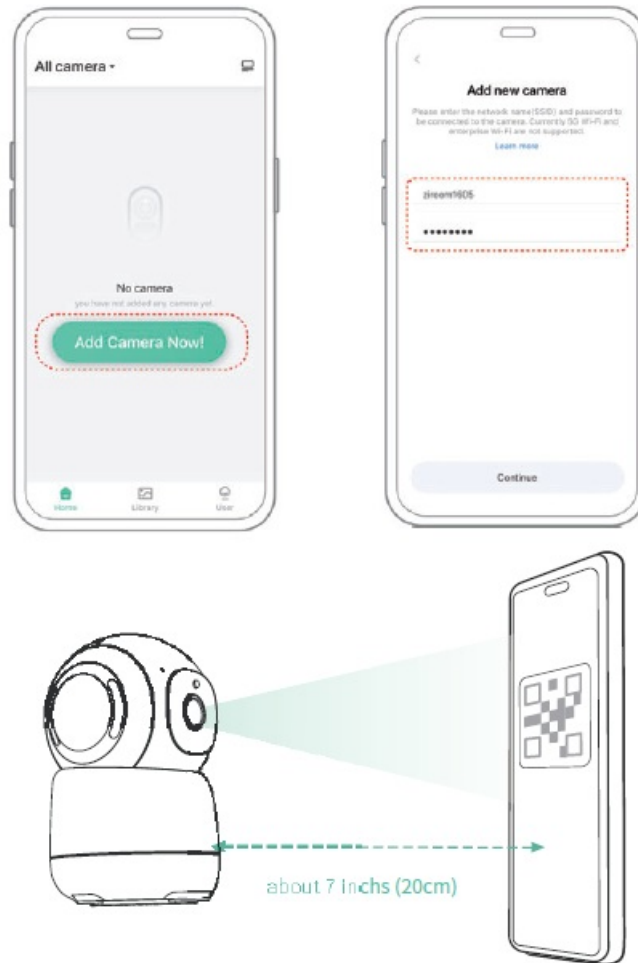 All camera
No camera
you have not added any camera yet.
Add Camera Now!
Home
Library
User
Add new camera
Please enter the network name(SSID) and password to
be connected to the camera. Currently 5G Wi-Fi and
enterprise Wi-Fi are not supported.
Learn more
zireem1605
••••••••
Continue
about 7 inchs (20cm)